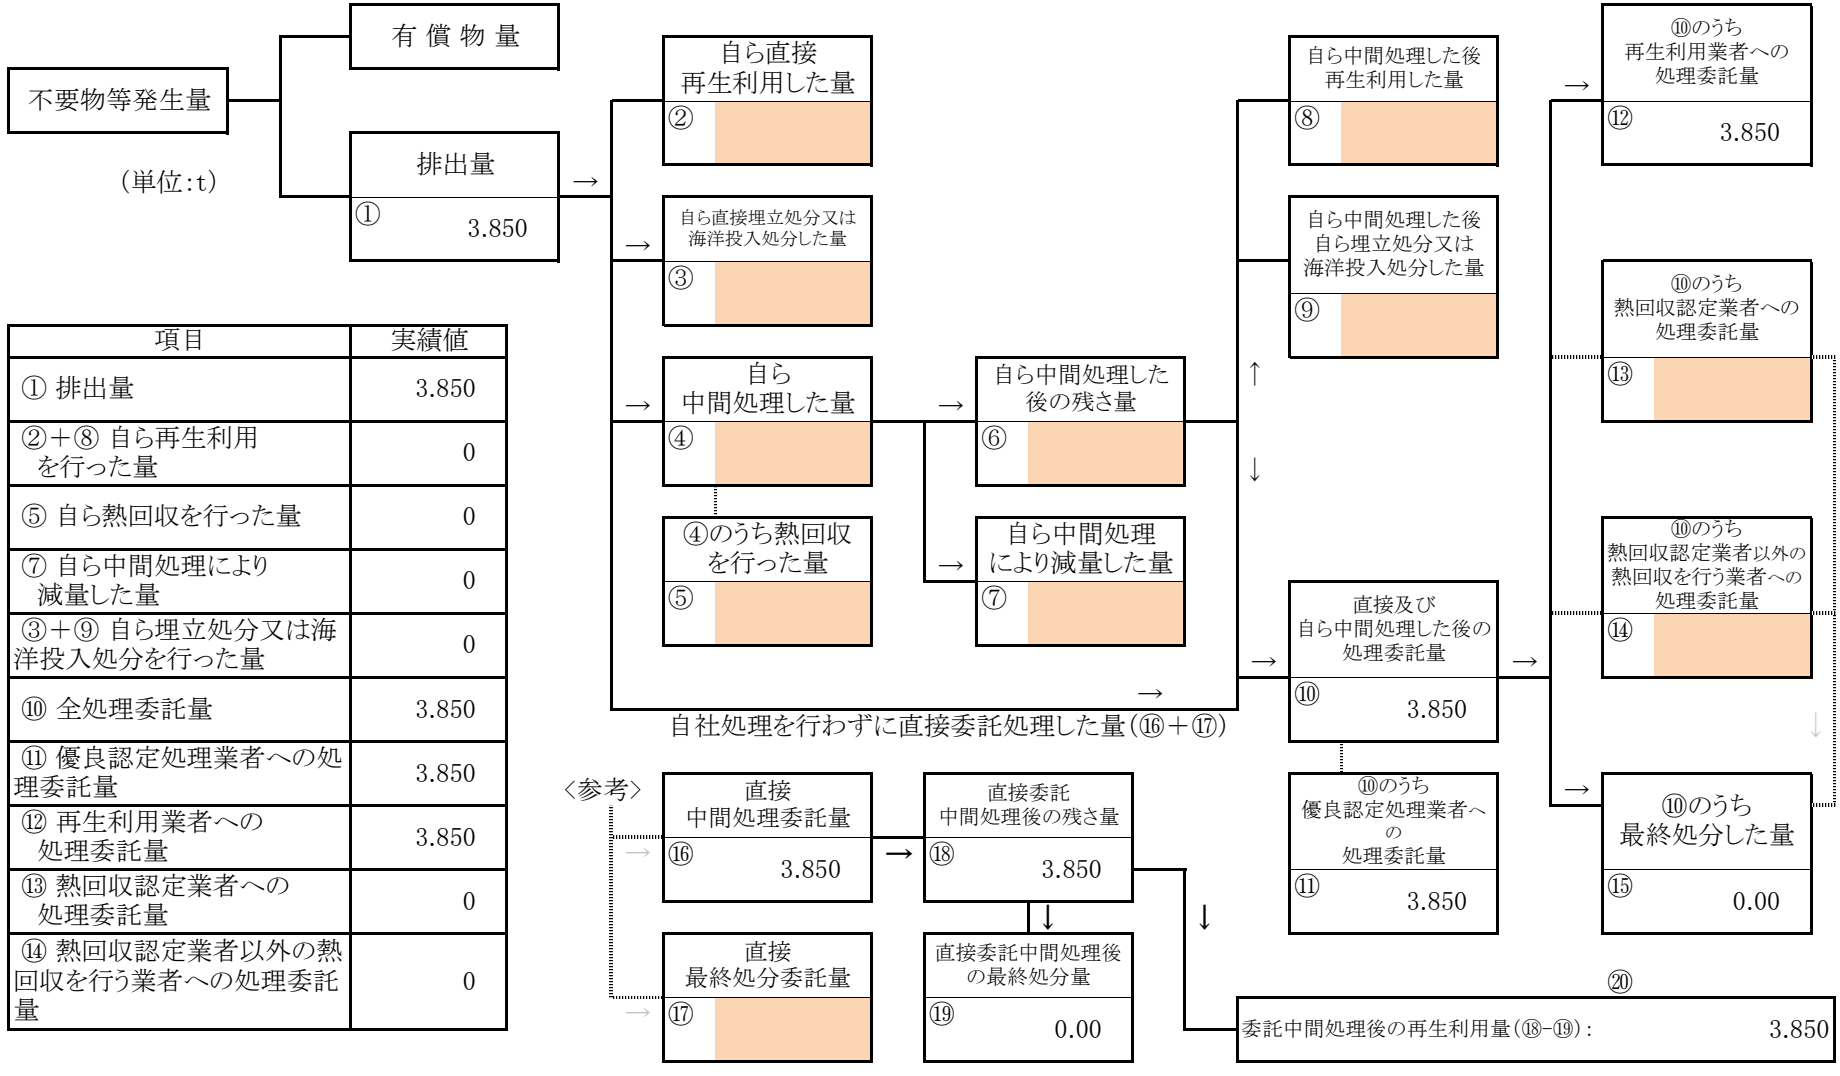 有 償 物 量
不要物等発生量
(単位:t)
排出量
①
3.850
→
自ら直接
再生利用した量
②
→
自ら直接埋立処分又は
海洋投入処分した量
③
→
自ら
中間処理した量
④
④のうち熱回収
を行った量
⑤
→
自ら中間処理した
後の残さ量
⑥
→
自ら中間処理
により減量した量
⑦
自ら中間処理した後
再生利用した量
⑧
自ら中間処理した後
自ら埋立処分又は
海洋投入処分した量
⑨
↑
↓
→
自社処理を行わずに直接委託処理した量(⑯+⑰)
→
直接及び
自ら中間処理した後の
処理委託量
⑩
3.850
→
⑩のうち
優良認定処理業者へ
の
処理委託量
⑪
3.850
→
⑩のうち
再生利用業者への
処理委託量
⑫
3.850
⑩のうち
熱回収認定業者への
処理委託量
⑬
⑩のうち
熱回収認定業者以外の
熱回収を行う業者への
処理委託量
⑭
↓
→
⑩のうち
最終処分した量
⑮
0.00
項目 実績値
① 排出量 3.850
②+⑧ 自ら再生利用
を行った量 0
⑤ 自ら熱回収を行った量 0
⑦ 自ら中間処理により
減量した量 0
③+⑨ 自ら埋立処分又は海
洋投入処分を行った量 0
⑩ 全処理委託量 3.850
⑪ 優良認定処理業者への処
理委託量 3.850
⑫ 再生利用業者への
処理委託量 3.850
⑬ 熱回収認定業者への
処理委託量 0
⑭ 熱回収認定業者以外の熱
回収を行う業者への処理委託
量 0
<参考>
→
直接
中間処理委託量
⑯
3.850
→
直接委託
中間処理後の残さ量
⑱
3.850
↓
↓
→
直接
最終処分委託量
⑰
直接委託中間処理後
の最終処分量
⑲
0.00
⑳
委託中間処理後の再生利用量(⑱-⑲): 3.850